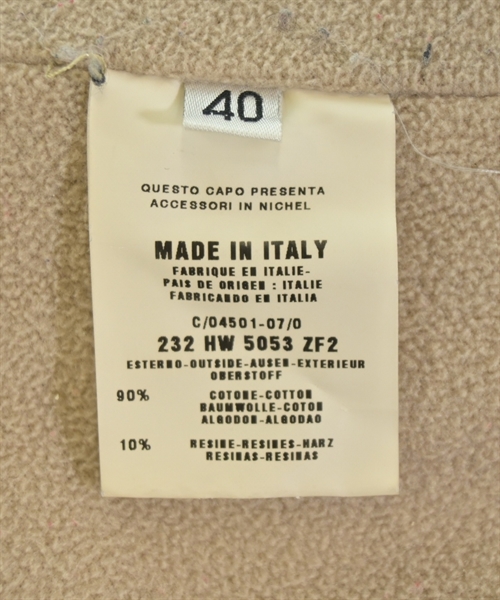 40
QUESTO CAPO PRESENTA
ACCESSORI IN NICHEL
MADE IN ITALY
FABRIQUE EN ITALIE-
PAIS DE ORIGEN : ITALIE
FABRICANDO EN ITALIA
C/04501-07/0
232 HW 5053 ZF2
ESTERNO-OUTSIDE-AUSEN-EXTERIEUR
OBERSTOFF
90% COTONE-COTTON
BAUMWOLLE-COTON
ALGODON-ALGODAO
10% RESINE-RESINES-HARZ
RESINAS-RESINAS